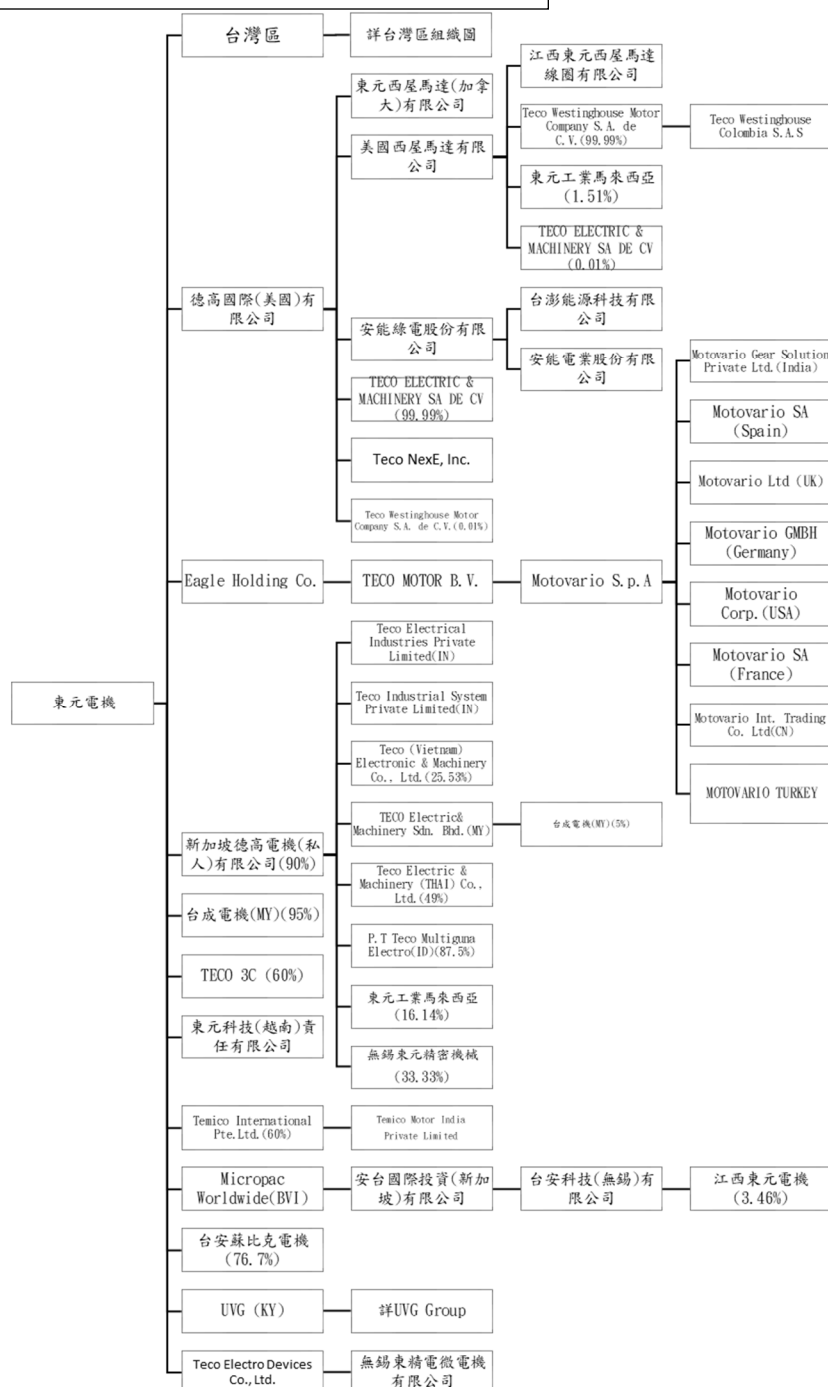 台灣區
詳台灣區組織圖
東元西屋馬達(加拿
大)有限公司
美國西屋馬達有限
公司
江西東元西屋馬達
線圈有限公司
Teco Westinghouse Motor
Company S.A. de
C.V.(99.99%)
Teco Westinghouse
Colombia S.A.S
東元工業馬來西亞
(1.51%)
TECO ELECTRIC &
MACHINERY SA DE CV
(0.01%)
德高國際(美國)有
限公司
安能綠電股份有限
公司
台澎能源科技有限
公司
安能電業股份有限
公司
TECO ELECTRIC &
MACHINERY SA DE CV
(99.99%)
Teco NexE, Inc.
Teco Westinghouse Motor
Company S.A. de C.V.(0.01%)
Eagle Holding Co.
TECO MOTOR B.V.
Motovario S.p.A
Motovario Gear Solution
Private Ltd.(India)
Motovario SA
(Spain)
Motovario Ltd (UK)
Motovario GMBH
(Germany)
Motovario
Corp.(USA)
Motovario SA
(France)
Motovario Int. Trading
Co. Ltd(CN)
MOTOVARIO TURKEY
東元電機
新加坡德高電機(私
人)有限公司(90%)
Teco Electrical
Industries Private
Limited(IN)
Teco Industrial System
Private Limited(IN)
Teco (Vietnam)
Electronic & Machinery
Co., Ltd.(25.53%)
TECO Electric&
Machinery Sdn. Bhd.(MY)
台成電機(MY)(5%)
Teco Electric &
Machinery (THAI) Co.,
Ltd.(49%)
P.T Teco Multiguna
Electro(ID)(87.5%)
東元工業馬來西亞
(16.14%)
無錫東元精密機械
(33.33%)
台成電機(MY)(95%)
TECO 3C (60%)
東元科技(越南)責
任有限公司
Temico International
Pte.Ltd.(60%)
Temico Motor India
Private Limited
Micropac
Worldwide(BVI)
安台國際投資(新加
坡)有限公司
台安科技(無錫)有
限公司
江西東元電機
(3.46%)
台安蘇比克電機
(76.7%)
UVG (KY)
詳UVG Group
Teco Electro Devices
Co., Ltd.
無錫東精電微電機
有限公司